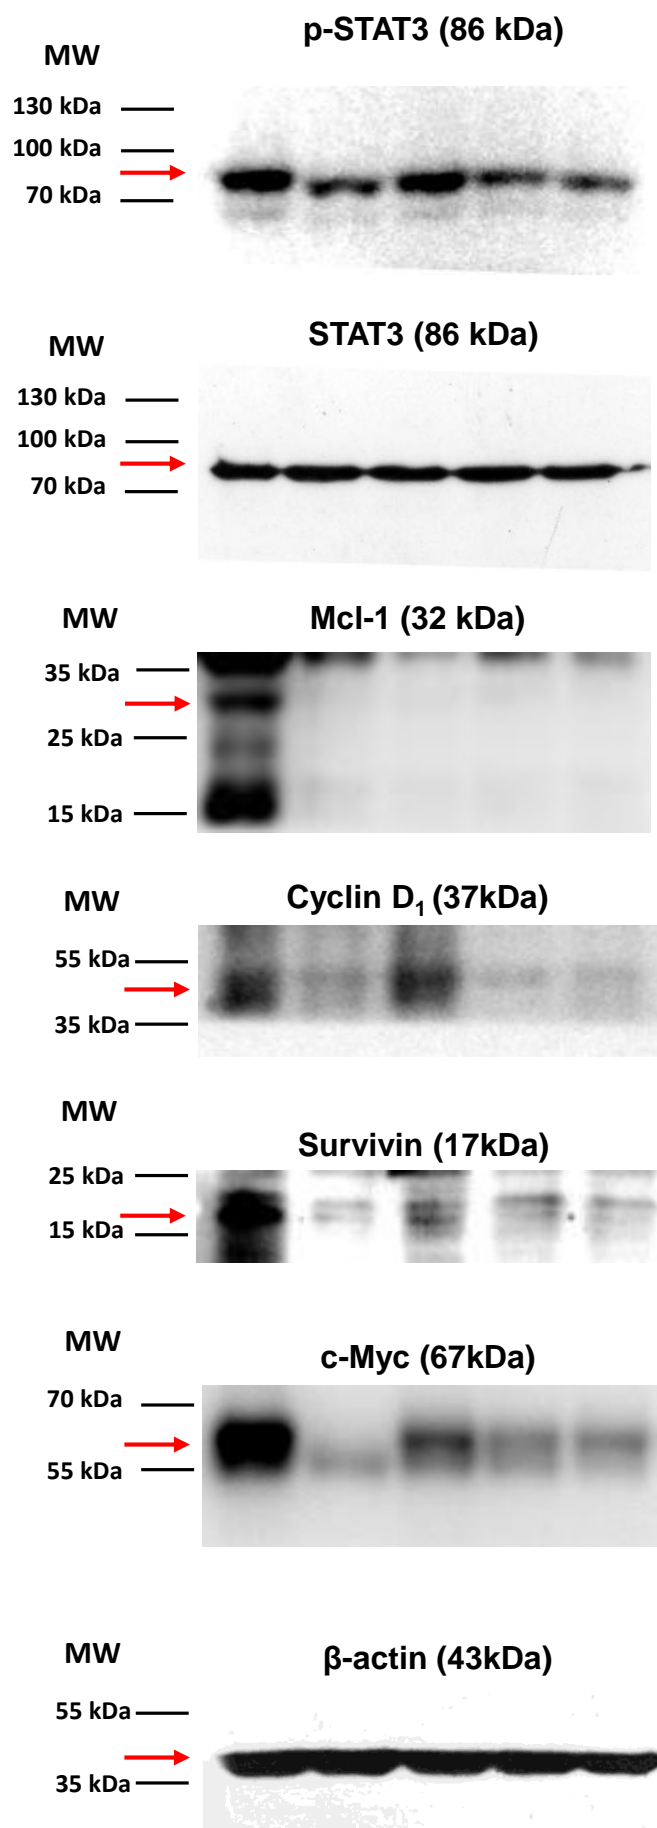 p-STAT3 (86 kDa)
MW
130 kDa
100 kDa
70 kDa
STAT3 (86 kDa)
MW
130 kDa
100 kDa
70 kDa
Mcl-1 (32 kDa)
MW
35 kDa
25 kDa
15 kDa
Cyclin D₁ (37kDa)
MW
55 kDa
35 kDa
MW
Survivin (17kDa)
25 kDa
15 kDa
MW
c-Myc (67kDa)
70 kDa
55 kDa
MW
β-actin (43kDa)
55 kDa
35 kDa